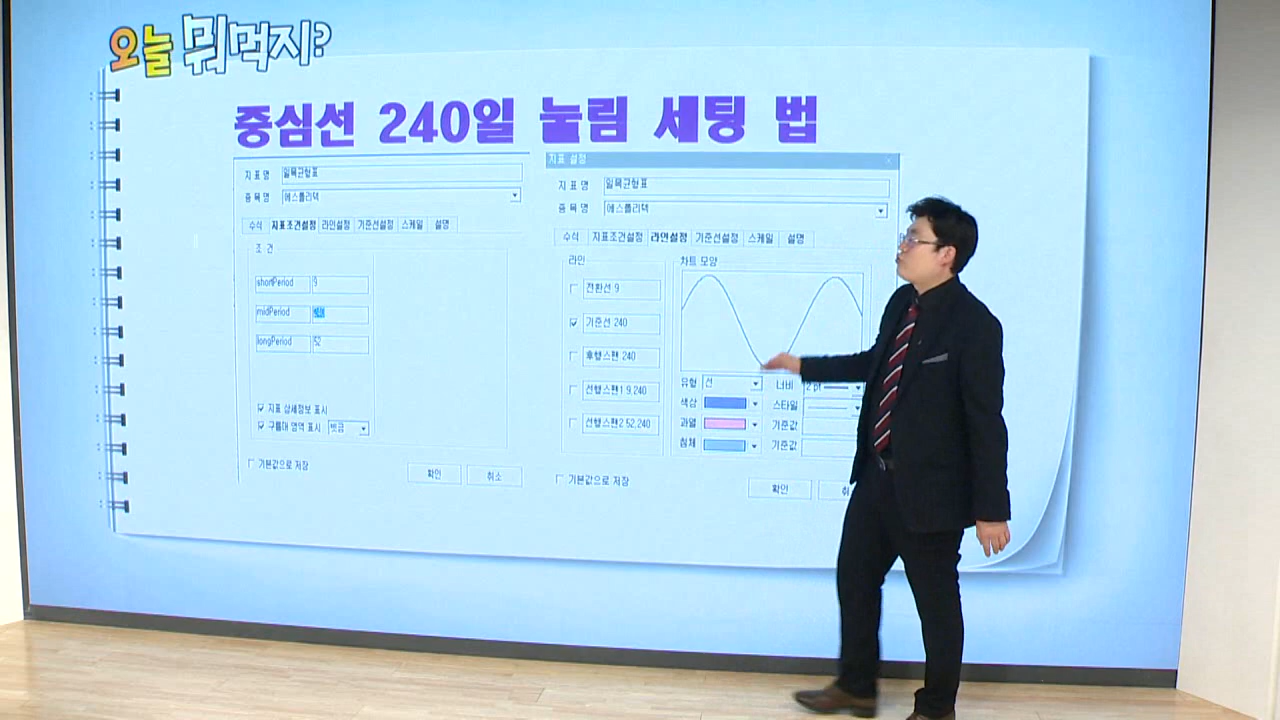 오늘 뭐먹지?
중심선 240일 눌림 세팅 법
지표명 일목균형표
종목명 에스폴리텍
수식 지표조건설정 라인설정 기준선설정 스케일 설명
조 건
shortPeriod 9
midPeriod
longPeriod 52
지표 상세정보 표시
구름대 영역 표시 빗금
기본값으로 저장
확인 취소
지표 설정
지표명 일목균형표
종목명 에스폴리텍
수식 지표조건설정 라인설정 기준선설정 스케일 설명
라인
전환선 9
기준선 240
후행스팬 240
선행스팬1 9,240
선행스팬2 52,240
차트 모양
유형 선 너비 2 pt
색상 스타일
과열 기준값
침체 기준값
기본값으로 저장
확인